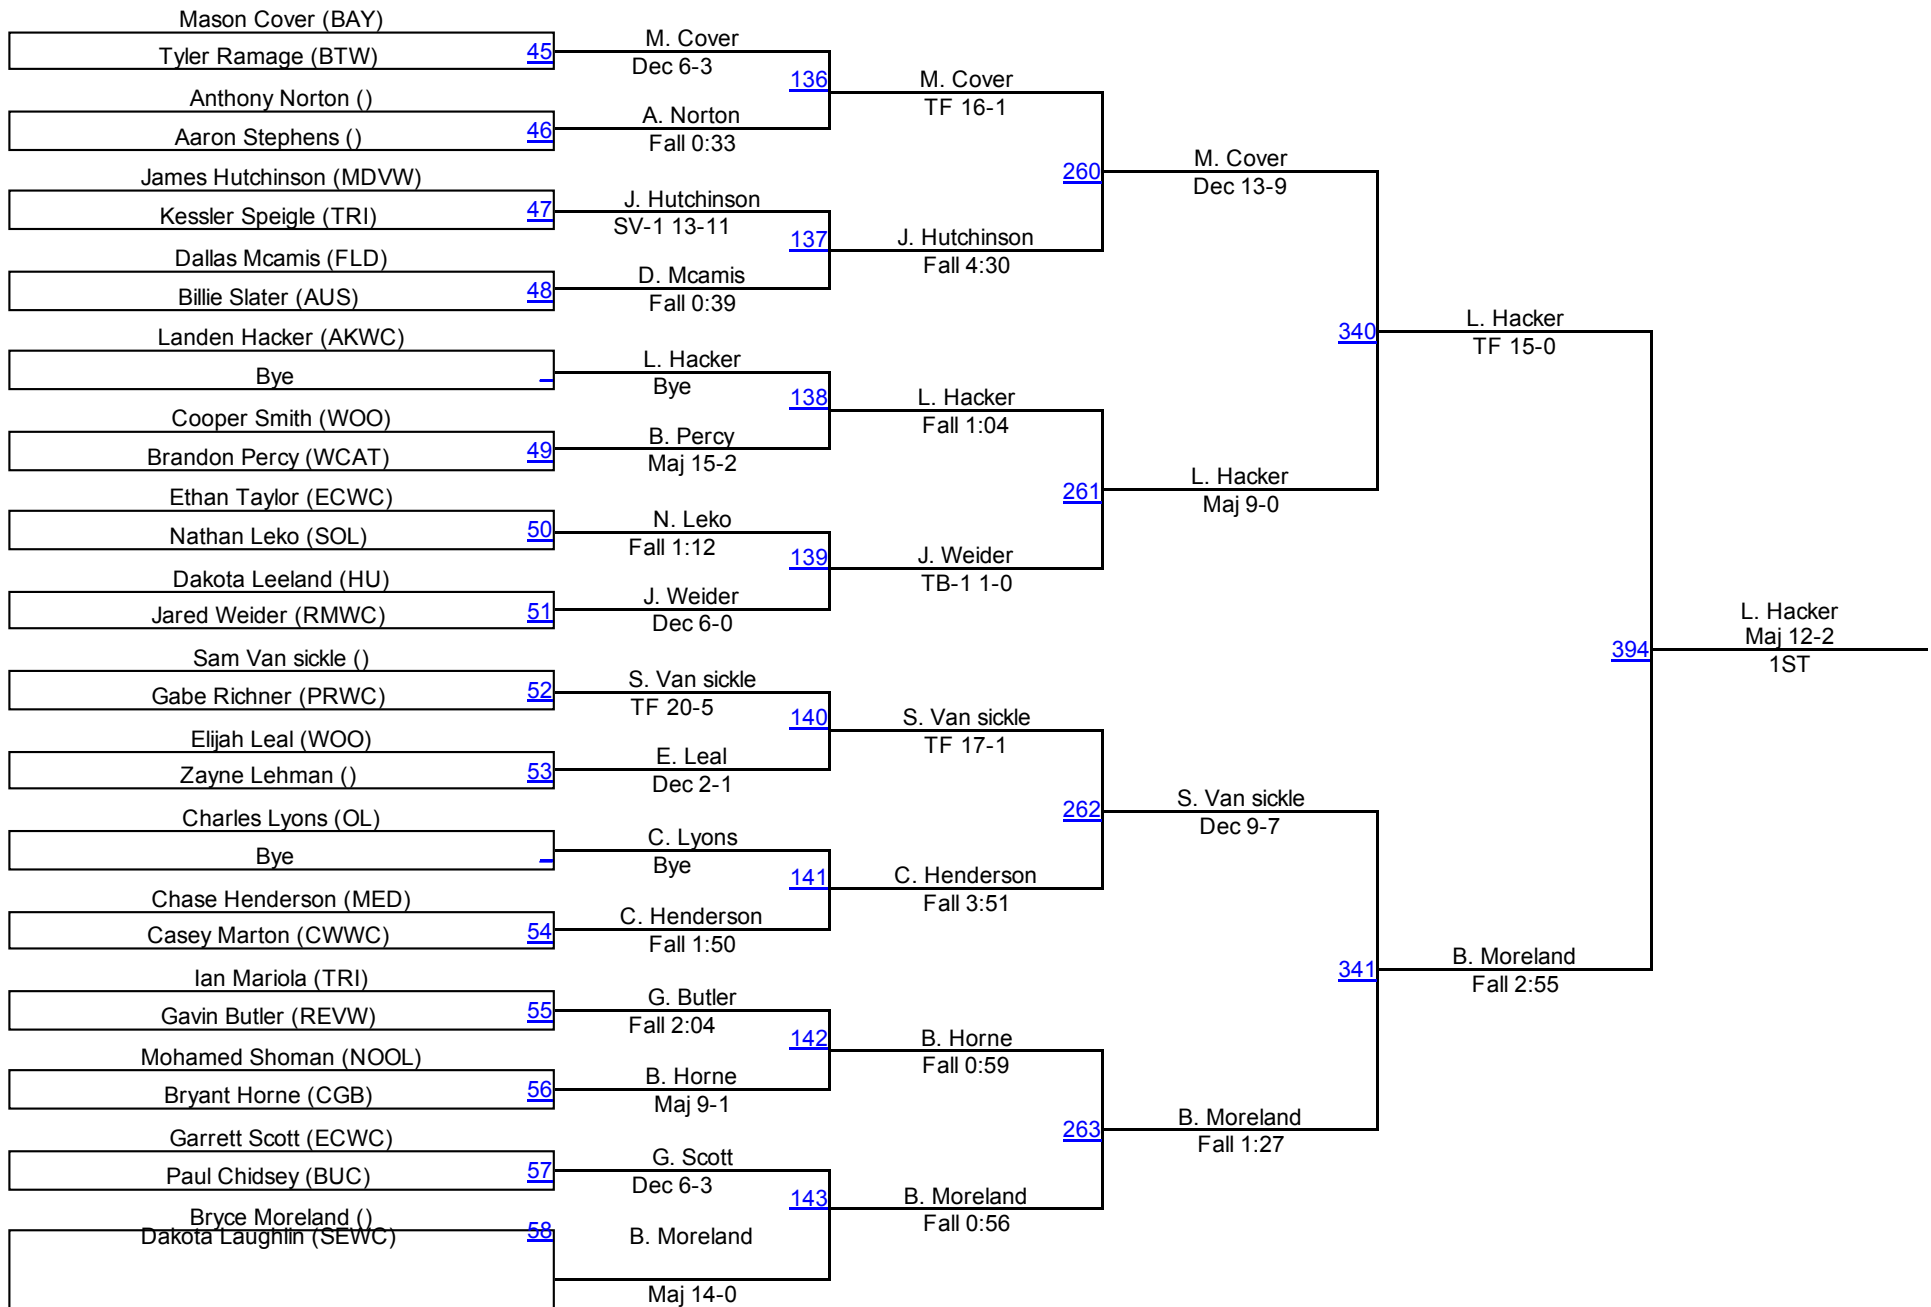 Mason Cover (BAY)
Tyler Ramage (BTW)
45
Anthony Norton ()
Aaron Stephens ()
46
James Hutchinson (MDVW)
Kessler Speigle (TRI)
47
Dallas Mcamis (FLD)
Billie Slater (AUS)
48
Landen Hacker (AKWC)
Bye
Cooper Smith (WOO)
Brandon Percy (WCAT)
49
Ethan Taylor (ECWC)
Nathan Leko (SOL)
50
Dakota Leeland (HU)
Jared Weider (RMWC)
51
Sam Van sickle ()
Gabe Richner (PRWC)
52
Elijah Leal (WOO)
Zayne Lehman ()
53
Charles Lyons (OL)
Bye
Chase Henderson (MED)
Casey Marton (CWWC)
54
Ian Mariola (TRI)
Gavin Butler (REVW)
55
Mohamed Shoman (NOOL)
Bryant Horne (CGB)
56
Garrett Scott (ECWC)
Paul Chidsey (BUC)
57
Bryce Moreland ()
Dakota Laughlin (SEWC)
58
M. Cover
Dec 6-3
136
A. Norton
Fall 0:33
J. Hutchinson
SV-1 13-11
137
D. Mcamis
Fall 0:39
L. Hacker
Bye
138
B. Percy
Maj 15-2
N. Leko
Fall 1:12
139
J. Weider
Dec 6-0
S. Van sickle
TF 20-5
140
E. Leal
Dec 2-1
C. Lyons
Bye
141
C. Henderson
Fall 1:50
G. Butler
Fall 2:04
142
B. Horne
Maj 9-1
G. Scott
Dec 6-3
143
B. Moreland
Maj 14-0
M. Cover
TF 16-1
260
J. Hutchinson
Fall 4:30
L. Hacker
Fall 1:04
261
J. Weider
TB-1 1-0
S. Van sickle
TF 17-1
262
C. Henderson
Fall 3:51
B. Horne
Fall 0:59
263
B. Moreland
Fall 0:56
M. Cover
Dec 13-9
340
L. Hacker
Maj 9-0
S. Van sickle
Dec 9-7
341
B. Moreland
Fall 1:27
L. Hacker
TF 15-0
394
B. Moreland
Fall 2:55
L. Hacker
Maj 12-2
1ST